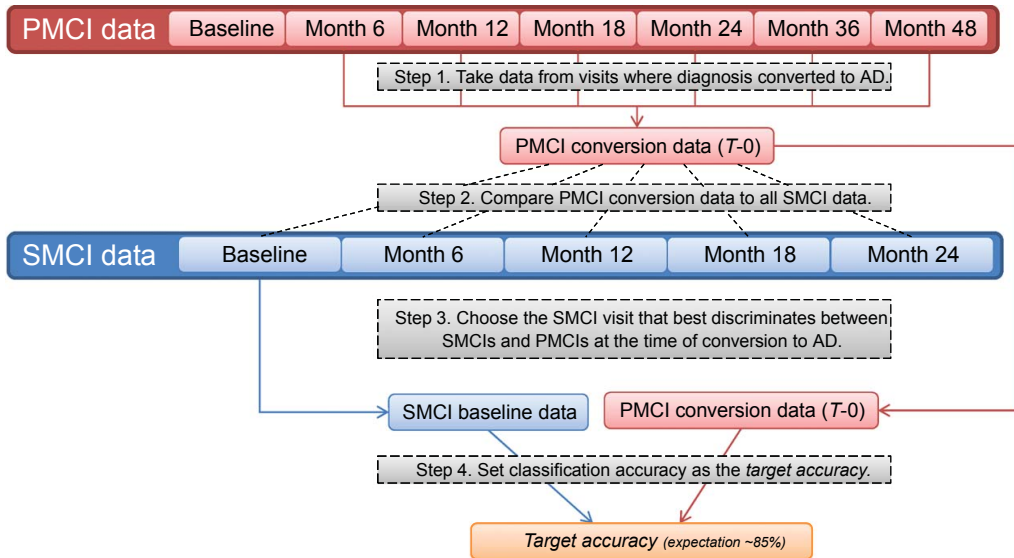 PMCI data Baseline Month 6 Month 12 Month 18 Month 24 Month 36 Month 48
Step 1. Take data from visits where diagnosis converted to AD.
PMCI conversion data (T-0)
Step 2. Compare PMCI conversion data to all SMCI data.
SMCI data Baseline Month 6 Month 12 Month 18 Month 24
Step 3. Choose the SMCI visit that best discriminates between
SMCIs and PMCIs at the time of conversion to AD.
SMCI baseline data
PMCI conversion data (T-0)
Step 4. Set classification accuracy as the target accuracy.
Target accuracy (expectation ~85%)